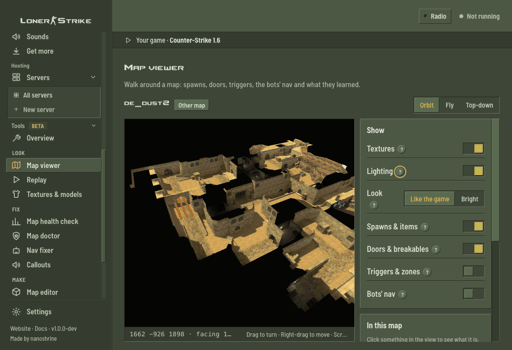 Loner Strike
Radio
Not running
Sounds
Get more
Your game · Counter-Strike 1.6
Hosting
Servers
Map viewer
All servers
Walk around a map: spawns, doors, triggers, the bots' nav and what they learned.
New server
de_dust2
Other map
Orbit
Fly
Top-down
Tools
BETA
Overview
Show
LOOK
Textures ?
Map viewer
Lighting ?
Replay
Look
?
Like the game
Bright
Textures & models
FIX
Spawns & items ?
Map health check
Map doctor
Doors & breakables ?
Nav fixer
Triggers & zones ?
Callouts
Bots' nav ?
MAKE
Map editor
Settings
In this map
Website · Docs · v1.0.0-dev
1662 -926 1898 · facing 1…
Drag to turn · Right-drag to move · Scr…
Click something in the view to see what it is.
Made by nanoshrine